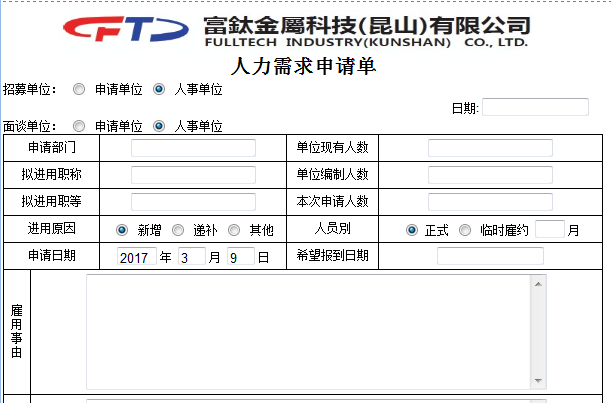 CFTC 富鈦金屬科技(昆山)有限公司
FULLTECH INDUSTRY(KUNSHAN) CO., LTD.
人力需求申请单
招募单位： 申请单位 人事单位
日期:
面谈单位： 申请单位 人事单位
申请部门 单位现有人数
拟进用职称 单位编制人数
拟进用职等 本次申请人数
进用原因 新增 递补 其他 人员别 正式 临时雇约 月
申请日期 2017 年 3 月 9 日 希望报到日期
雇用事由